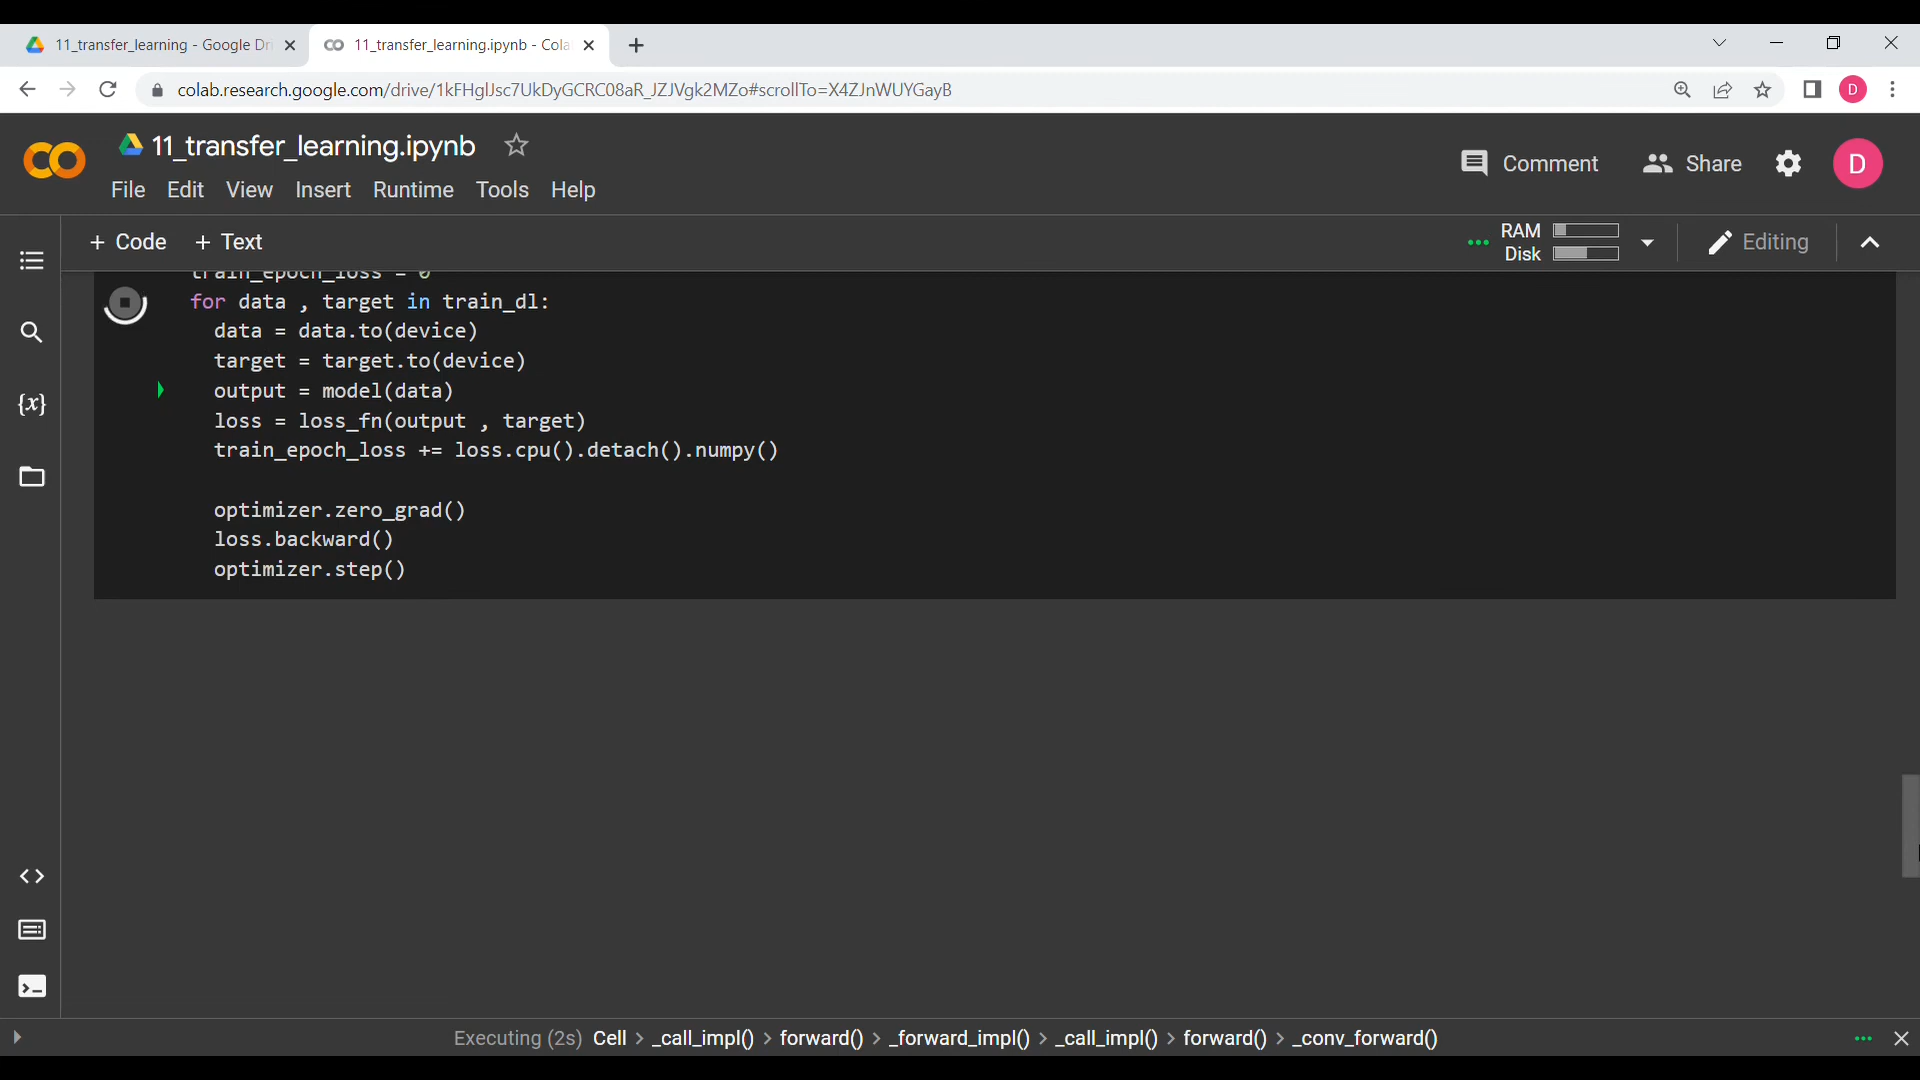 11_transfer_learning - Google Dr
11_transfer_learning.ipynb - Cola
colab.research.google.com/drive/1kFHglJsc7UkDyGCRC08aR_JZJVgk2MZo#scrollTo=X4ZJnWUYGayB
D
11_transfer_learning.ipynb
File Edit View Insert Runtime Tools Help
Comment
Share
D
+ Code + Text
RAM
Disk
Editing
train_epoch_loss = 0
for data , target in train_dl:
data = data.to(device)
target = target.to(device)
output = model(data)
loss = loss_fn(output , target)
train_epoch_loss += loss.cpu().detach().numpy()
optimizer.zero_grad()
loss.backward()
optimizer.step()
{x}
Executing (2s) Cell > _call_impl() > forward() > _forward_impl() > _call_impl() > forward() > _conv_forward()